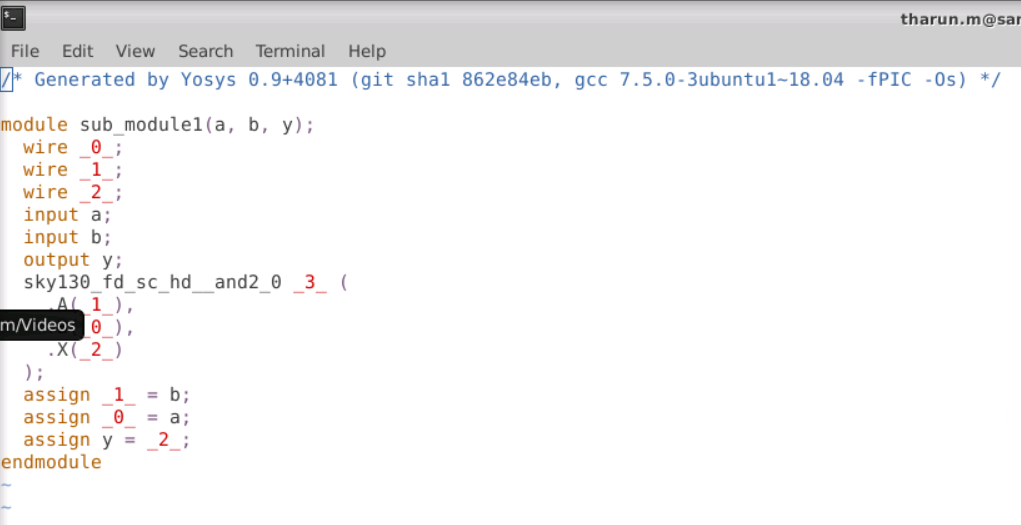 tharun.m@sar
File Edit View Search Terminal Help
/* Generated by Yosys 0.9+4081 (git sha1 862e84eb, gcc 7.5.0-3ubuntu1~18.04 -fPIC -Os) */
module sub_module1(a, b, y);
  wire _0_;
  wire _1_;
  wire _2_;
  input a;
  input b;
  output y;
  sky130_fd_sc_hd__and2_0 _3_ (
    .A(_1_),
m/Videos _0_),
    .X(_2_)
  );
  assign _1_ = b;
  assign _0_ = a;
  assign y = _2_;
endmodule
~
~